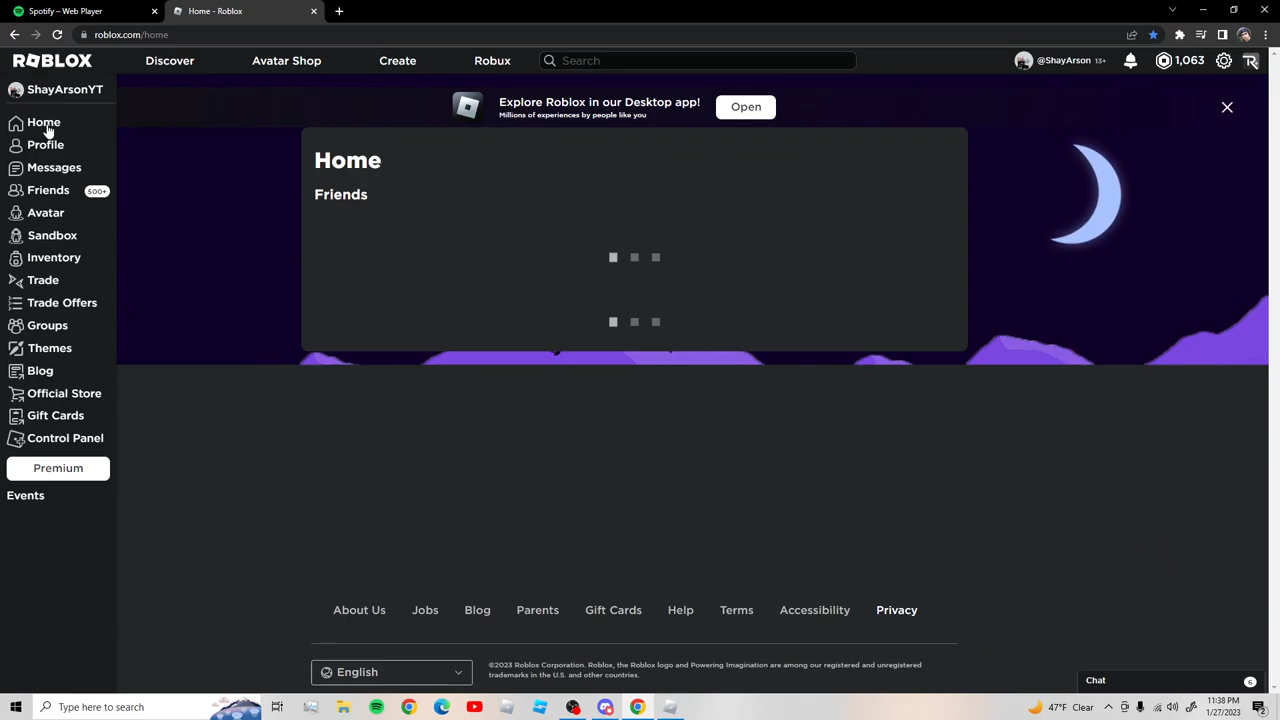 Spotify – Web Player
Home - Roblox
roblox.com/home
ROBLOX
Discover
Avatar Shop
Create
Robux
Search
@ShayArson 13+
1,063
ShayArsonYT
Home
Profile
Messages
Friends
500+
Avatar
Sandbox
Inventory
Trade
Trade Offers
Groups
Themes
Blog
Official Store
Gift Cards
Control Panel
Premium
Events
Explore Roblox in our Desktop app!
Millions of experiences by people like you
Open
Home
Friends
About Us
Jobs
Blog
Parents
Gift Cards
Help
Terms
Accessibility
Privacy
English
©2023 Roblox Corporation. Roblox, the Roblox logo and Powering Imagination are among our registered and unregistered
trademarks in the U.S. and other countries.
Chat
6
Type here to search
47°F Clear
11:38 PM
1/27/2023
2